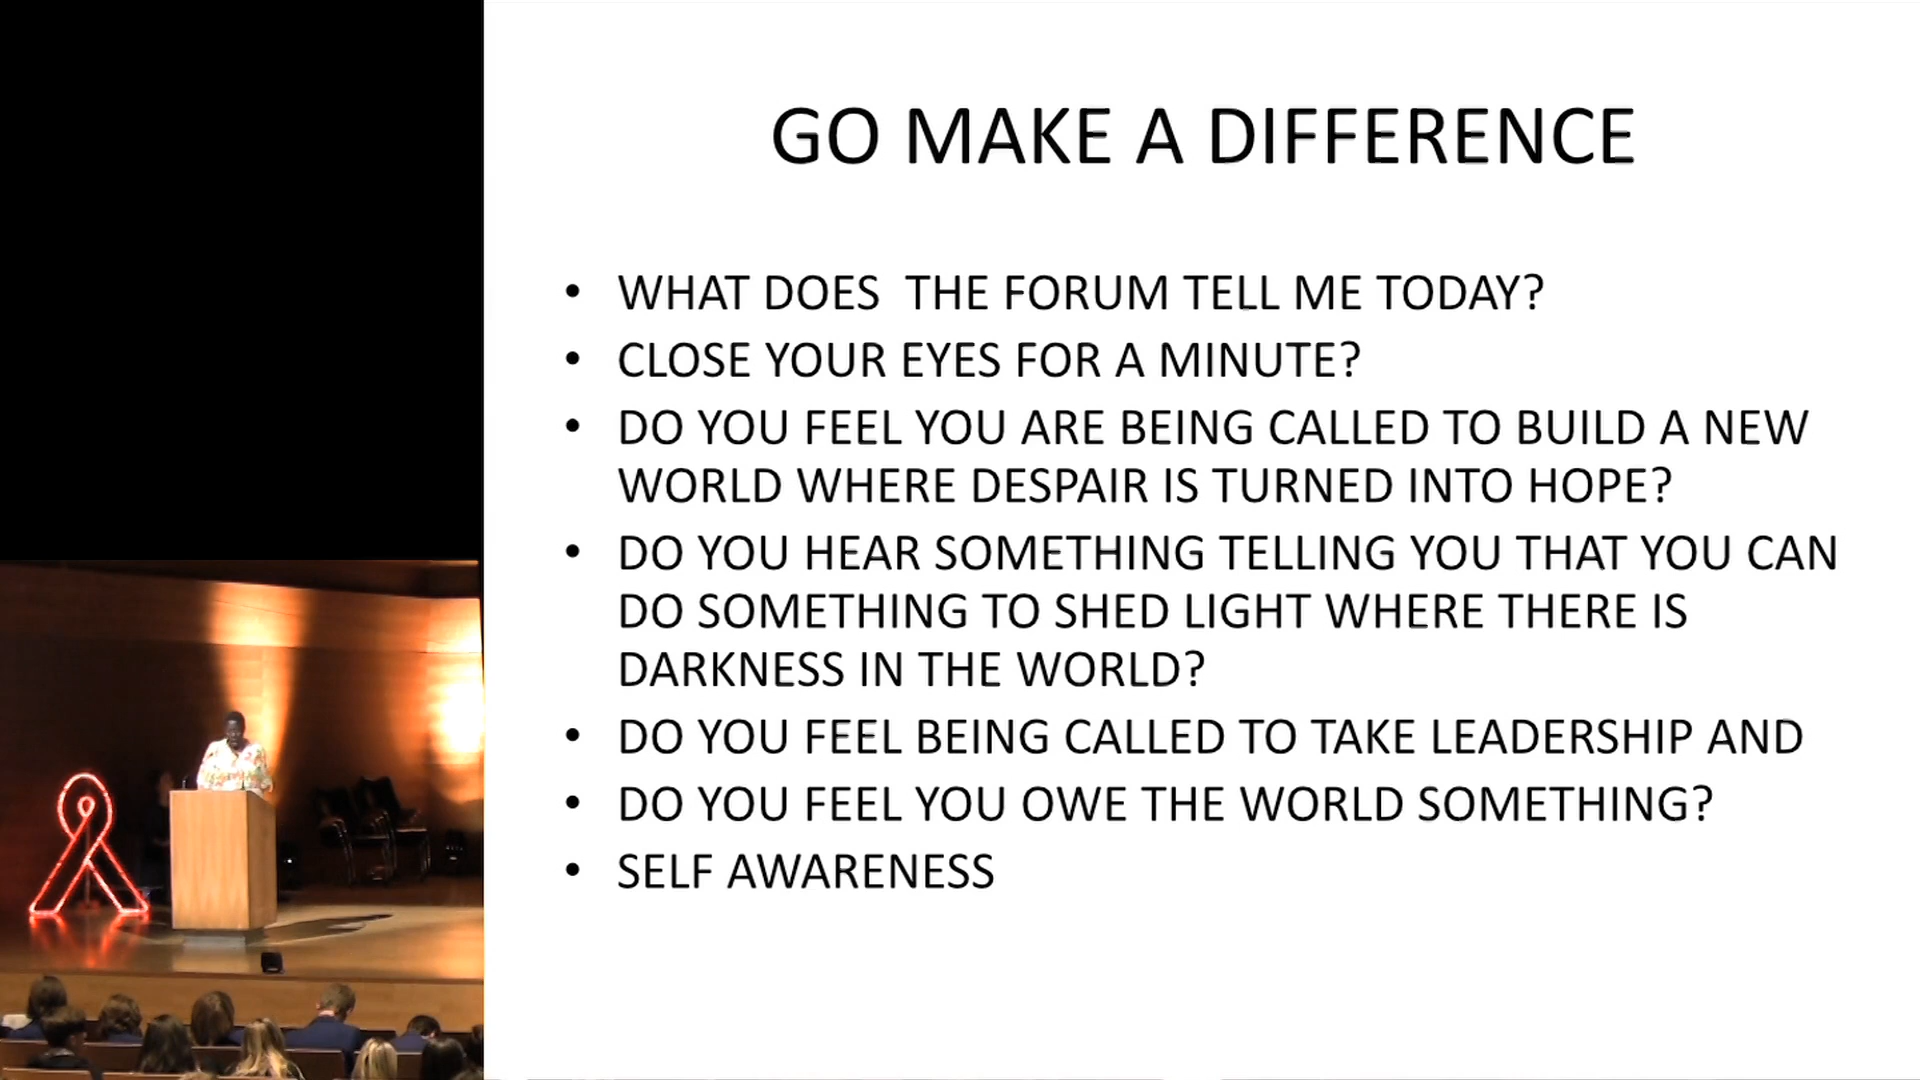 GO MAKE A DIFFERENCE
• WHAT DOES  THE FORUM TELL ME TODAY?
• CLOSE YOUR EYES FOR A MINUTE?
• DO YOU FEEL YOU ARE BEING CALLED TO BUILD A NEW
WORLD WHERE DESPAIR IS TURNED INTO HOPE?
• DO YOU HEAR SOMETHING TELLING YOU THAT YOU CAN
DO SOMETHING TO SHED LIGHT WHERE THERE IS
DARKNESS IN THE WORLD?
• DO YOU FEEL BEING CALLED TO TAKE LEADERSHIP AND
• DO YOU FEEL YOU OWE THE WORLD SOMETHING?
• SELF AWARENESS